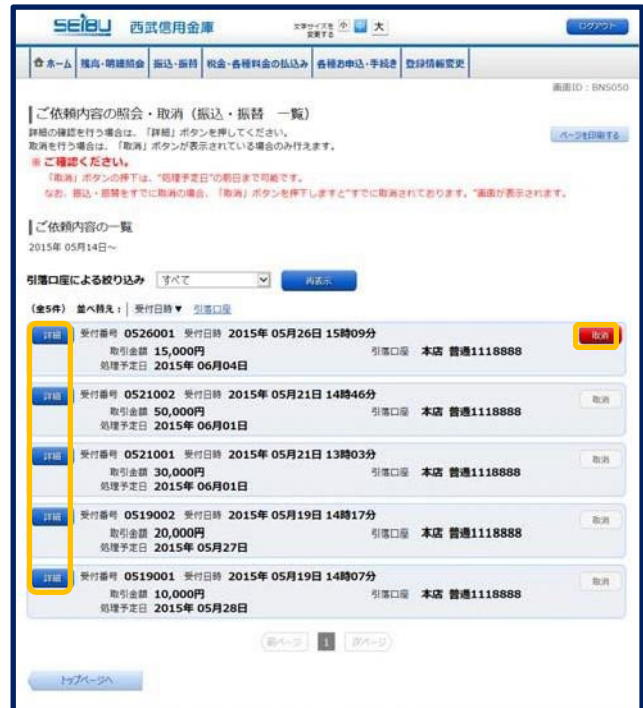 SEIBU 西武信用金庫 文字サイズを変更する 小 中 大 ログアウト
ホーム 残高・明細照会 振込・振替 税金・各種料金の払込み 各種お申込・手続き 登録情報変更
画面ID：BNS050
ご依頼内容の照会・取消（振込・振替 一覧）
詳細の確認を行う場合は、「詳細」ボタンを押してください。
取消を行う場合は、「取消」ボタンが表示されている場合のみ行えます。
ページを印刷する
※ご確認ください。
「取消」ボタンの押下は、"処理予定日"の前日まで可能です。
なお、振込・振替をすでに取消の場合、「取消」ボタンを押下しますと"すでに取消されております。"画面が表示されます。
ご依頼内容の一覧
2015年 05月14日～
引落口座による絞り込み すべて 再表示
(全5件) 並べ替え： 受付日時▼ 引落口座
詳細 受付番号 0526001 受付日時 2015年 05月26日 15時09分 取消
取引金額 15,000円 引落口座 本店 普通1118888
処理予定日 2015年 06月04日
詳細 受付番号 0521002 受付日時 2015年 05月21日 14時46分 取消
取引金額 50,000円 引落口座 本店 普通1118888
処理予定日 2015年 06月01日
詳細 受付番号 0521001 受付日時 2015年 05月21日 13時03分 取消
取引金額 30,000円 引落口座 本店 普通1118888
処理予定日 2015年 06月01日
詳細 受付番号 0519002 受付日時 2015年 05月19日 14時17分 取消
取引金額 20,000円 引落口座 本店 普通1118888
処理予定日 2015年 05月27日
詳細 受付番号 0519001 受付日時 2015年 05月19日 14時07分 取消
取引金額 10,000円 引落口座 本店 普通1118888
処理予定日 2015年 05月28日
前ページ 1 次ページ
トップページへ